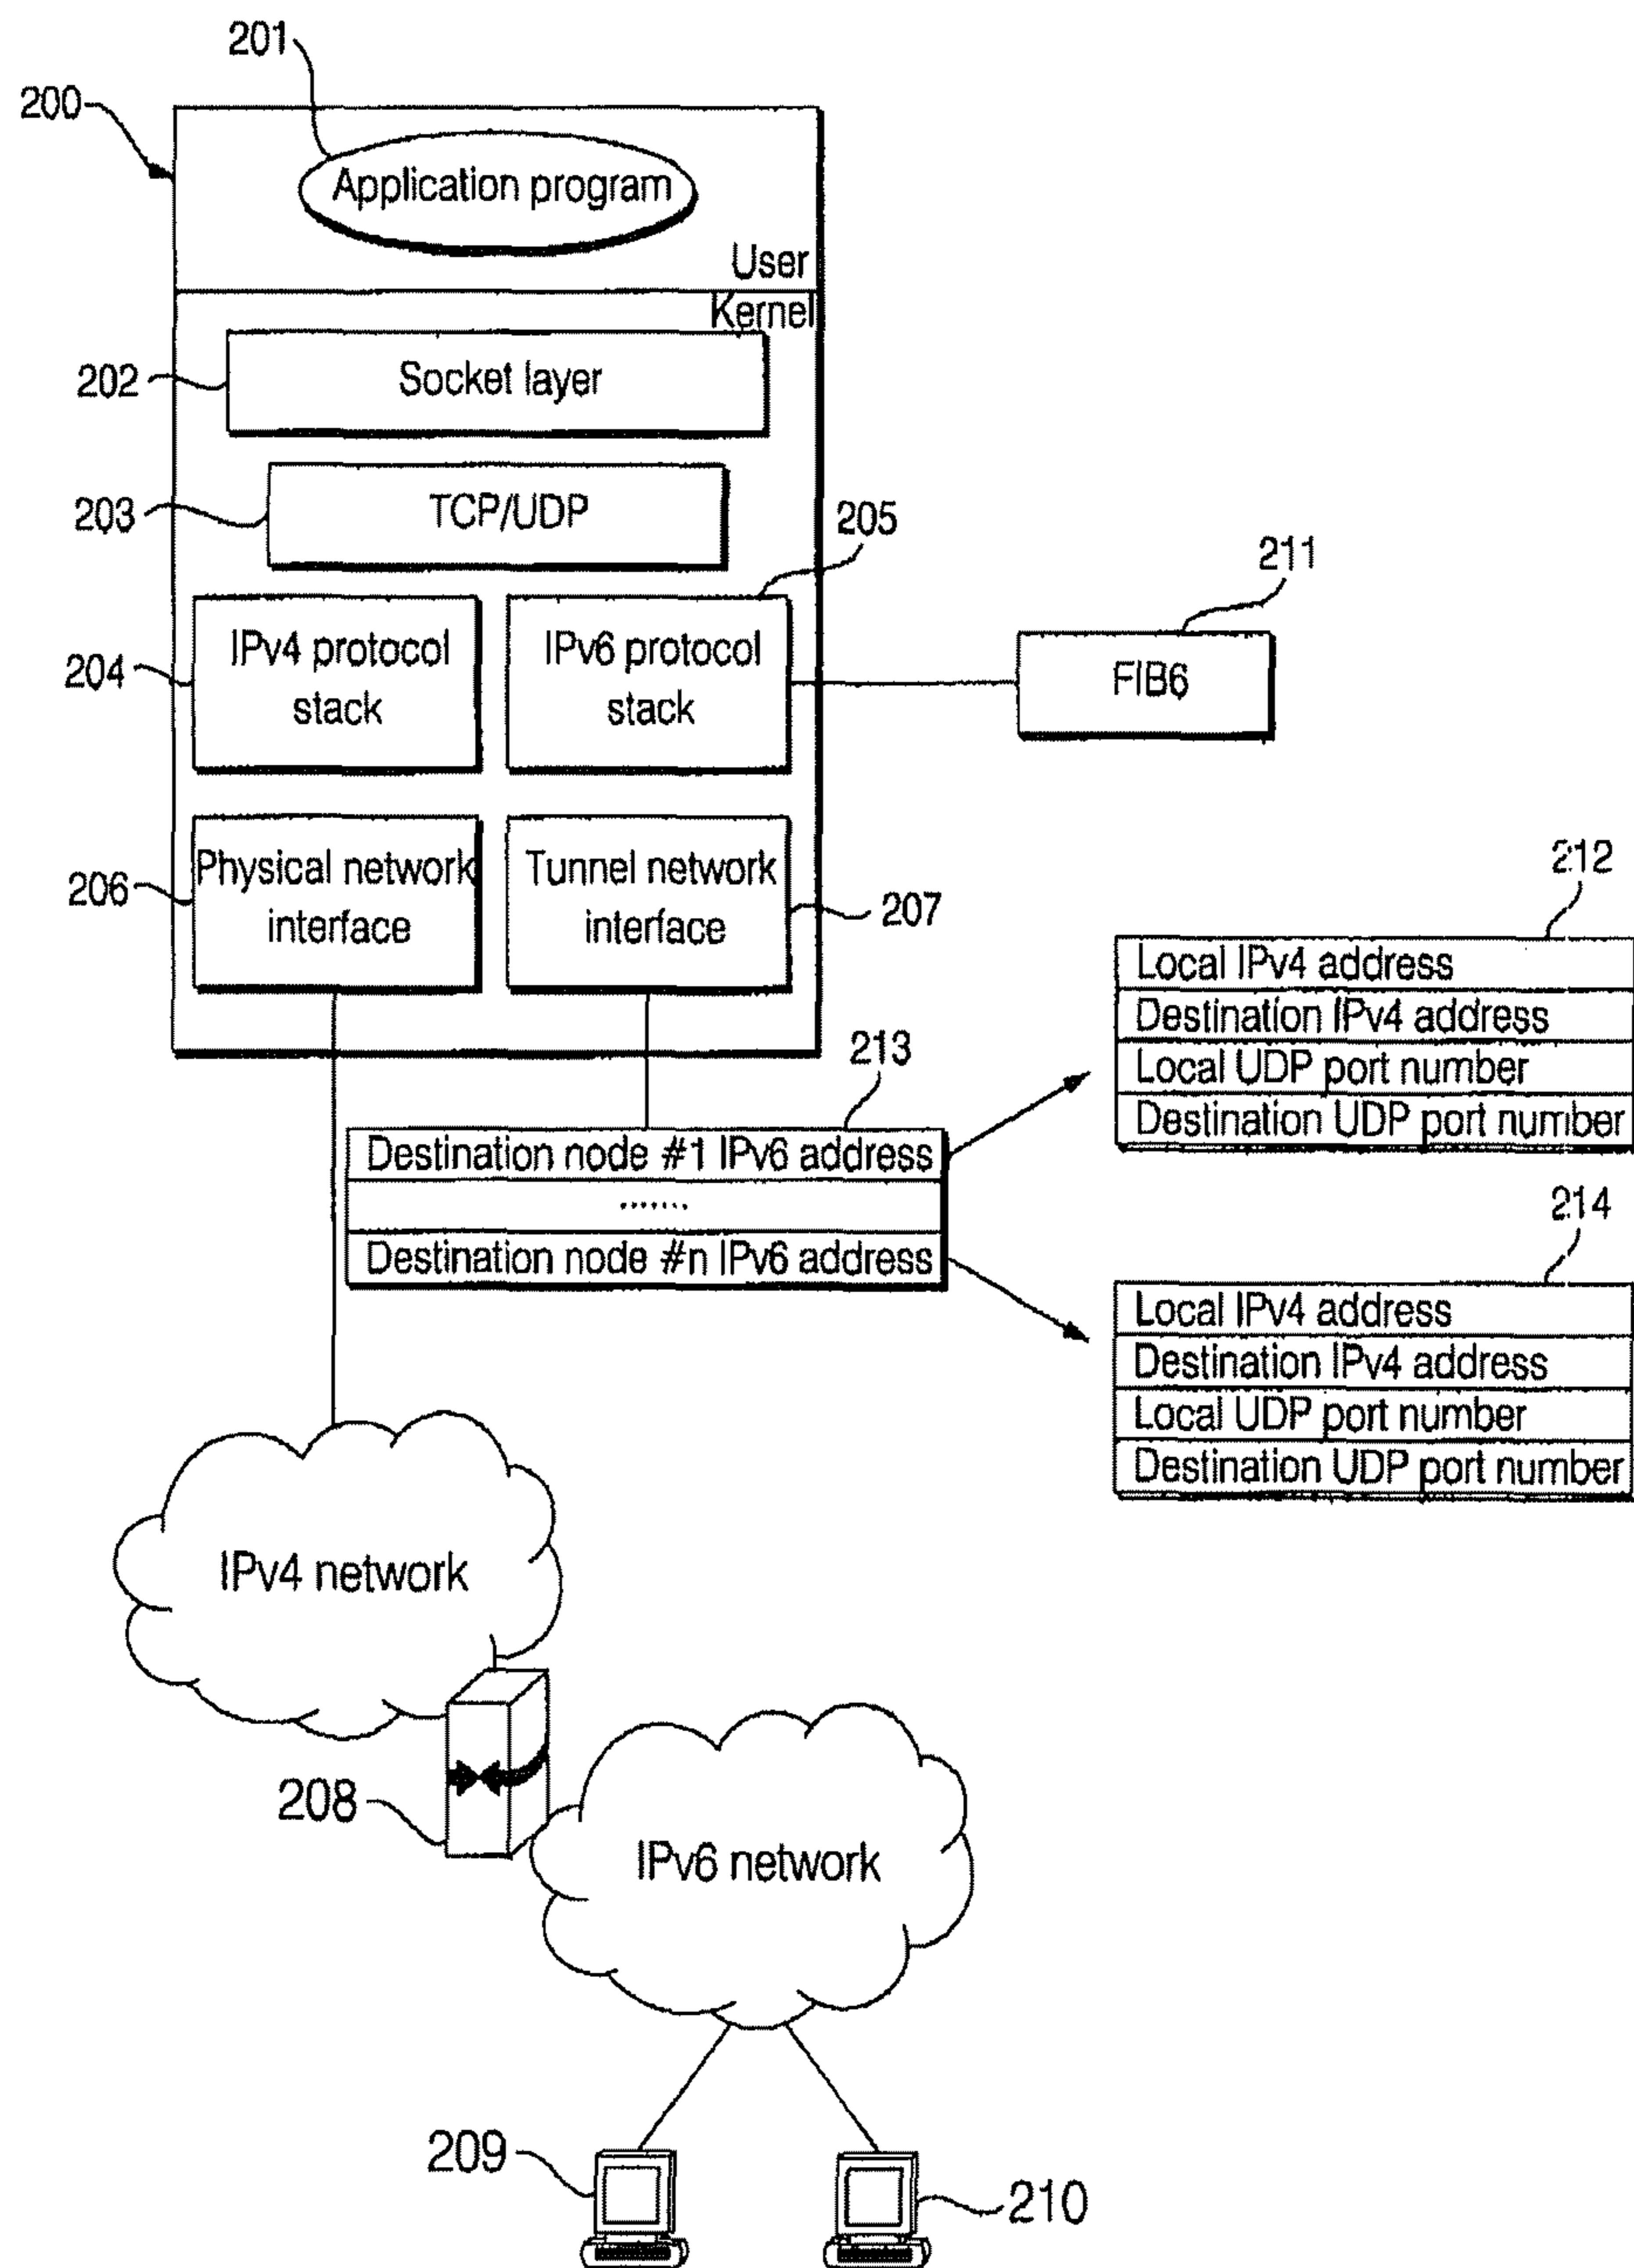 201
200
Application program
User
Kernel
202
Socket layer
203
TCP/UDP
205
211
204
IPv4 protocol
stack
IPv6 protocol
stack
FIB6
206
Physical network
interface
Tunnel network
interface
207
212
Local IPv4 address
Destination IPv4 address
Local UDP port number
Destination UDP port number
213
Destination node #1 IPv6 address
.......
Destination node #n IPv6 address
214
Local IPv4 address
Destination IPv4 address
Local UDP port number
Destination UDP port number
IPv4 network
208
IPv6 network
209
210